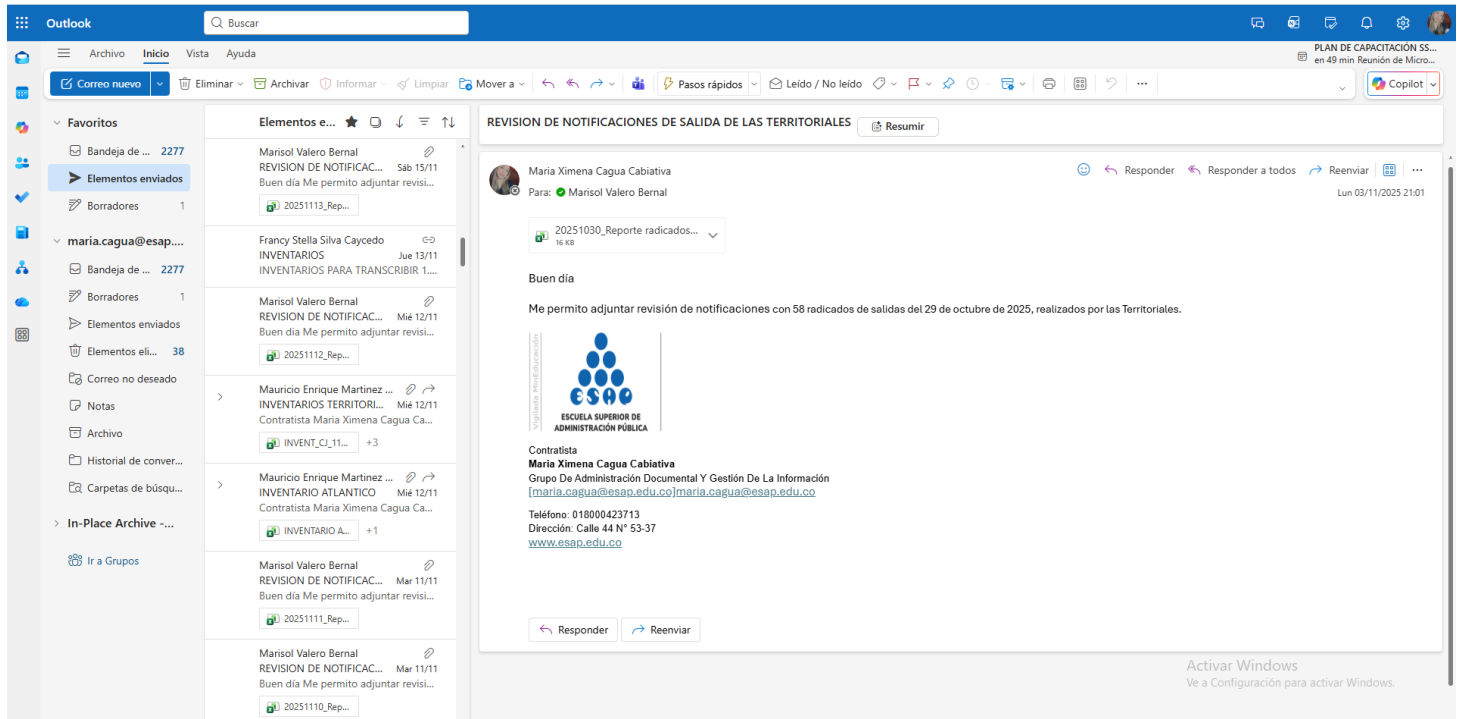 Outlook
Buscar
Archivo Inicio Vista Ayuda
PLAN DE CAPACITACIÓN SS...
en 49 min Reunión de Micro...
Correo nuevo Eliminar Archivar Informar Limpiar Mover a Pasos rápidos Leído / No leído ... Copilot
Favoritos
Bandeja de ... 2277
Elementos enviados
Borradores 1
maria.cagua@esap....
Bandeja de ... 2277
Borradores 1
Elementos enviados
Elementos eli... 38
Correo no deseado
Notas
Archivo
Historial de conver...
Carpetas de búsqu...
In-Place Archive -...
Ir a Grupos
Elementos e...
Marisol Valero Bernal
REVISION DE NOTIFICAC... Sáb 15/11
Buen día Me permito adjuntar revisi...
20251113_Rep...
Francy Stella Silva Caycedo
INVENTARIOS Jue 13/11
INVENTARIOS PARA TRANSCRIBIR 1....
Marisol Valero Bernal
REVISION DE NOTIFICAC... Mié 12/11
Buen dia Me permito adjuntar revisi...
20251112_Rep...
Mauricio Enrique Martinez ...
INVENTARIOS TERRITORI... Mié 12/11
Contratista Maria Ximena Cagua Ca...
INVENT_CJ_11... +3
Mauricio Enrique Martinez ...
INVENTARIO ATLANTICO Mié 12/11
Contratista Maria Ximena Cagua Ca...
INVENTARIO A... +1
Marisol Valero Bernal
REVISION DE NOTIFICAC... Mar 11/11
Buen día Me permito adjuntar revisi...
20251111_Rep...
Marisol Valero Bernal
REVISION DE NOTIFICAC... Mar 11/11
Buen día Me permito adjuntar revisi...
20251110_Rep...
REVISION DE NOTIFICACIONES DE SALIDA DE LAS TERRITORIALES Resumir
Maria Ximena Cagua Cabiativa
Responder Responder a todos Reenviar ...
Para: Marisol Valero Bernal
Lun 03/11/2025 21:01
20251030_Reporte radicados...
16 KB
Buen día
Me permito adjuntar revisión de notificaciones con 58 radicados de salidas del 29 de octubre de 2025, realizados por las Territoriales.
Vigilada MinEducación
esap
ESCUELA SUPERIOR DE
ADMINISTRACIÓN PÚBLICA
Contratista
Maria Ximena Cagua Cabiativa
Grupo De Administración Documental Y Gestión De La Información
[maria.cagua@esap.edu.co]maria.cagua@esap.edu.co
Teléfono: 018000423713
Dirección: Calle 44 N° 53-37
www.esap.edu.co
Responder Reenviar
Activar Windows
Ve a Configuración para activar Windows.